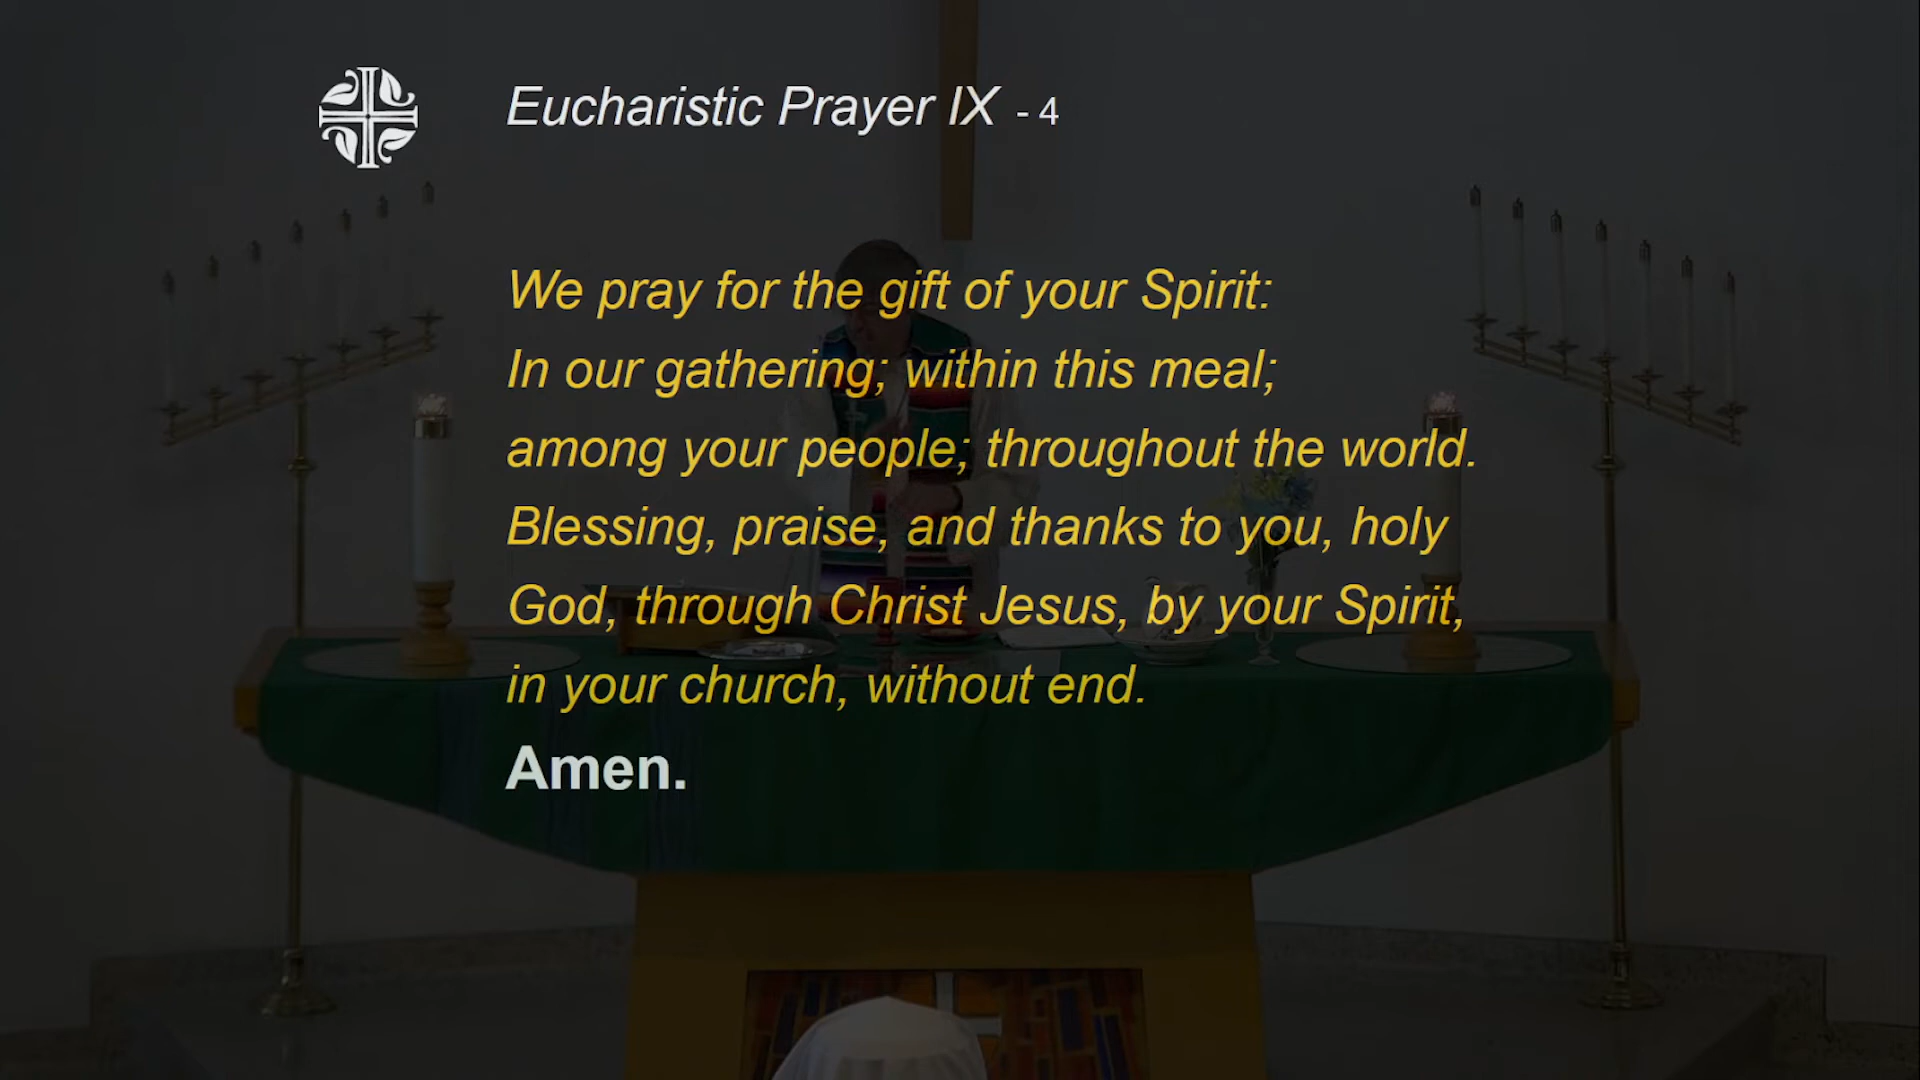 Eucharistic Prayer IX - 4
We pray for the gift of your Spirit:
In our gathering; within this meal;
among your people; throughout the world.
Blessing, praise, and thanks to you, holy
God, through Christ Jesus, by your Spirit,
in your church, without end.
Amen.